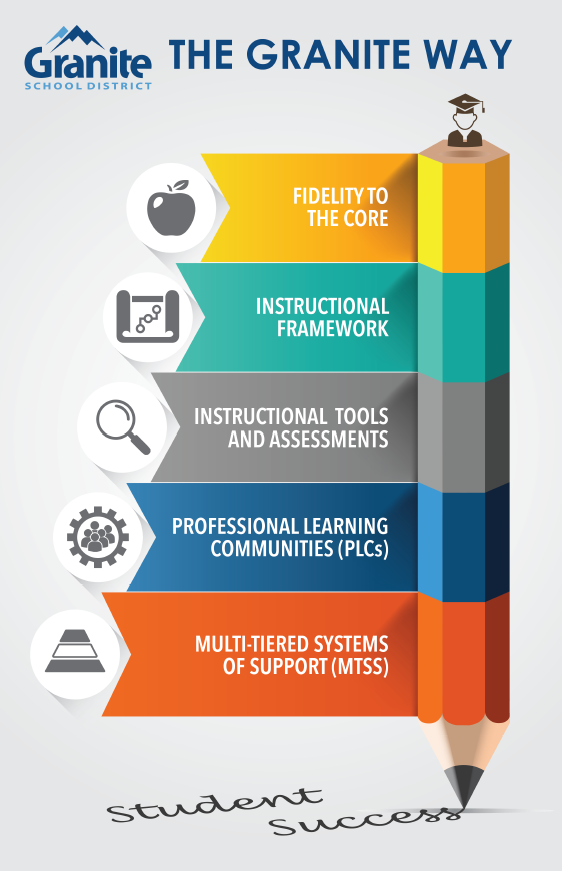 Granite
SCHOOL DISTRICT
THE GRANITE WAY
FIDELITY TO
THE CORE
INSTRUCTIONAL
FRAMEWORK
INSTRUCTIONAL TOOLS
AND ASSESSMENTS
PROFESSIONAL LEARNING
COMMUNITIES (PLCs)
MULTI-TIERED SYSTEMS
OF SUPPORT (MTSS)
Student
Success